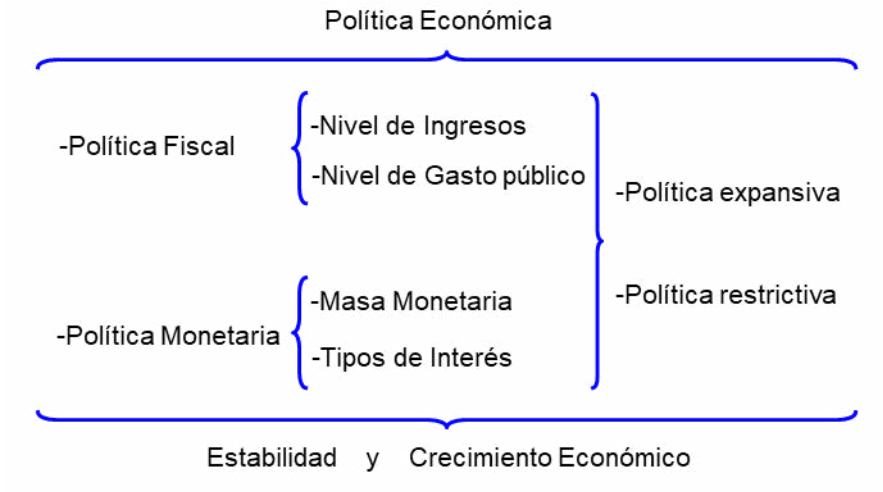 Política Económica
-Política Fiscal
-Nivel de Ingresos
-Nivel de Gasto público
-Política Monetaria
-Masa Monetaria
-Tipos de Interés
-Política expansiva
-Política restrictiva
Estabilidad y Crecimiento Económico